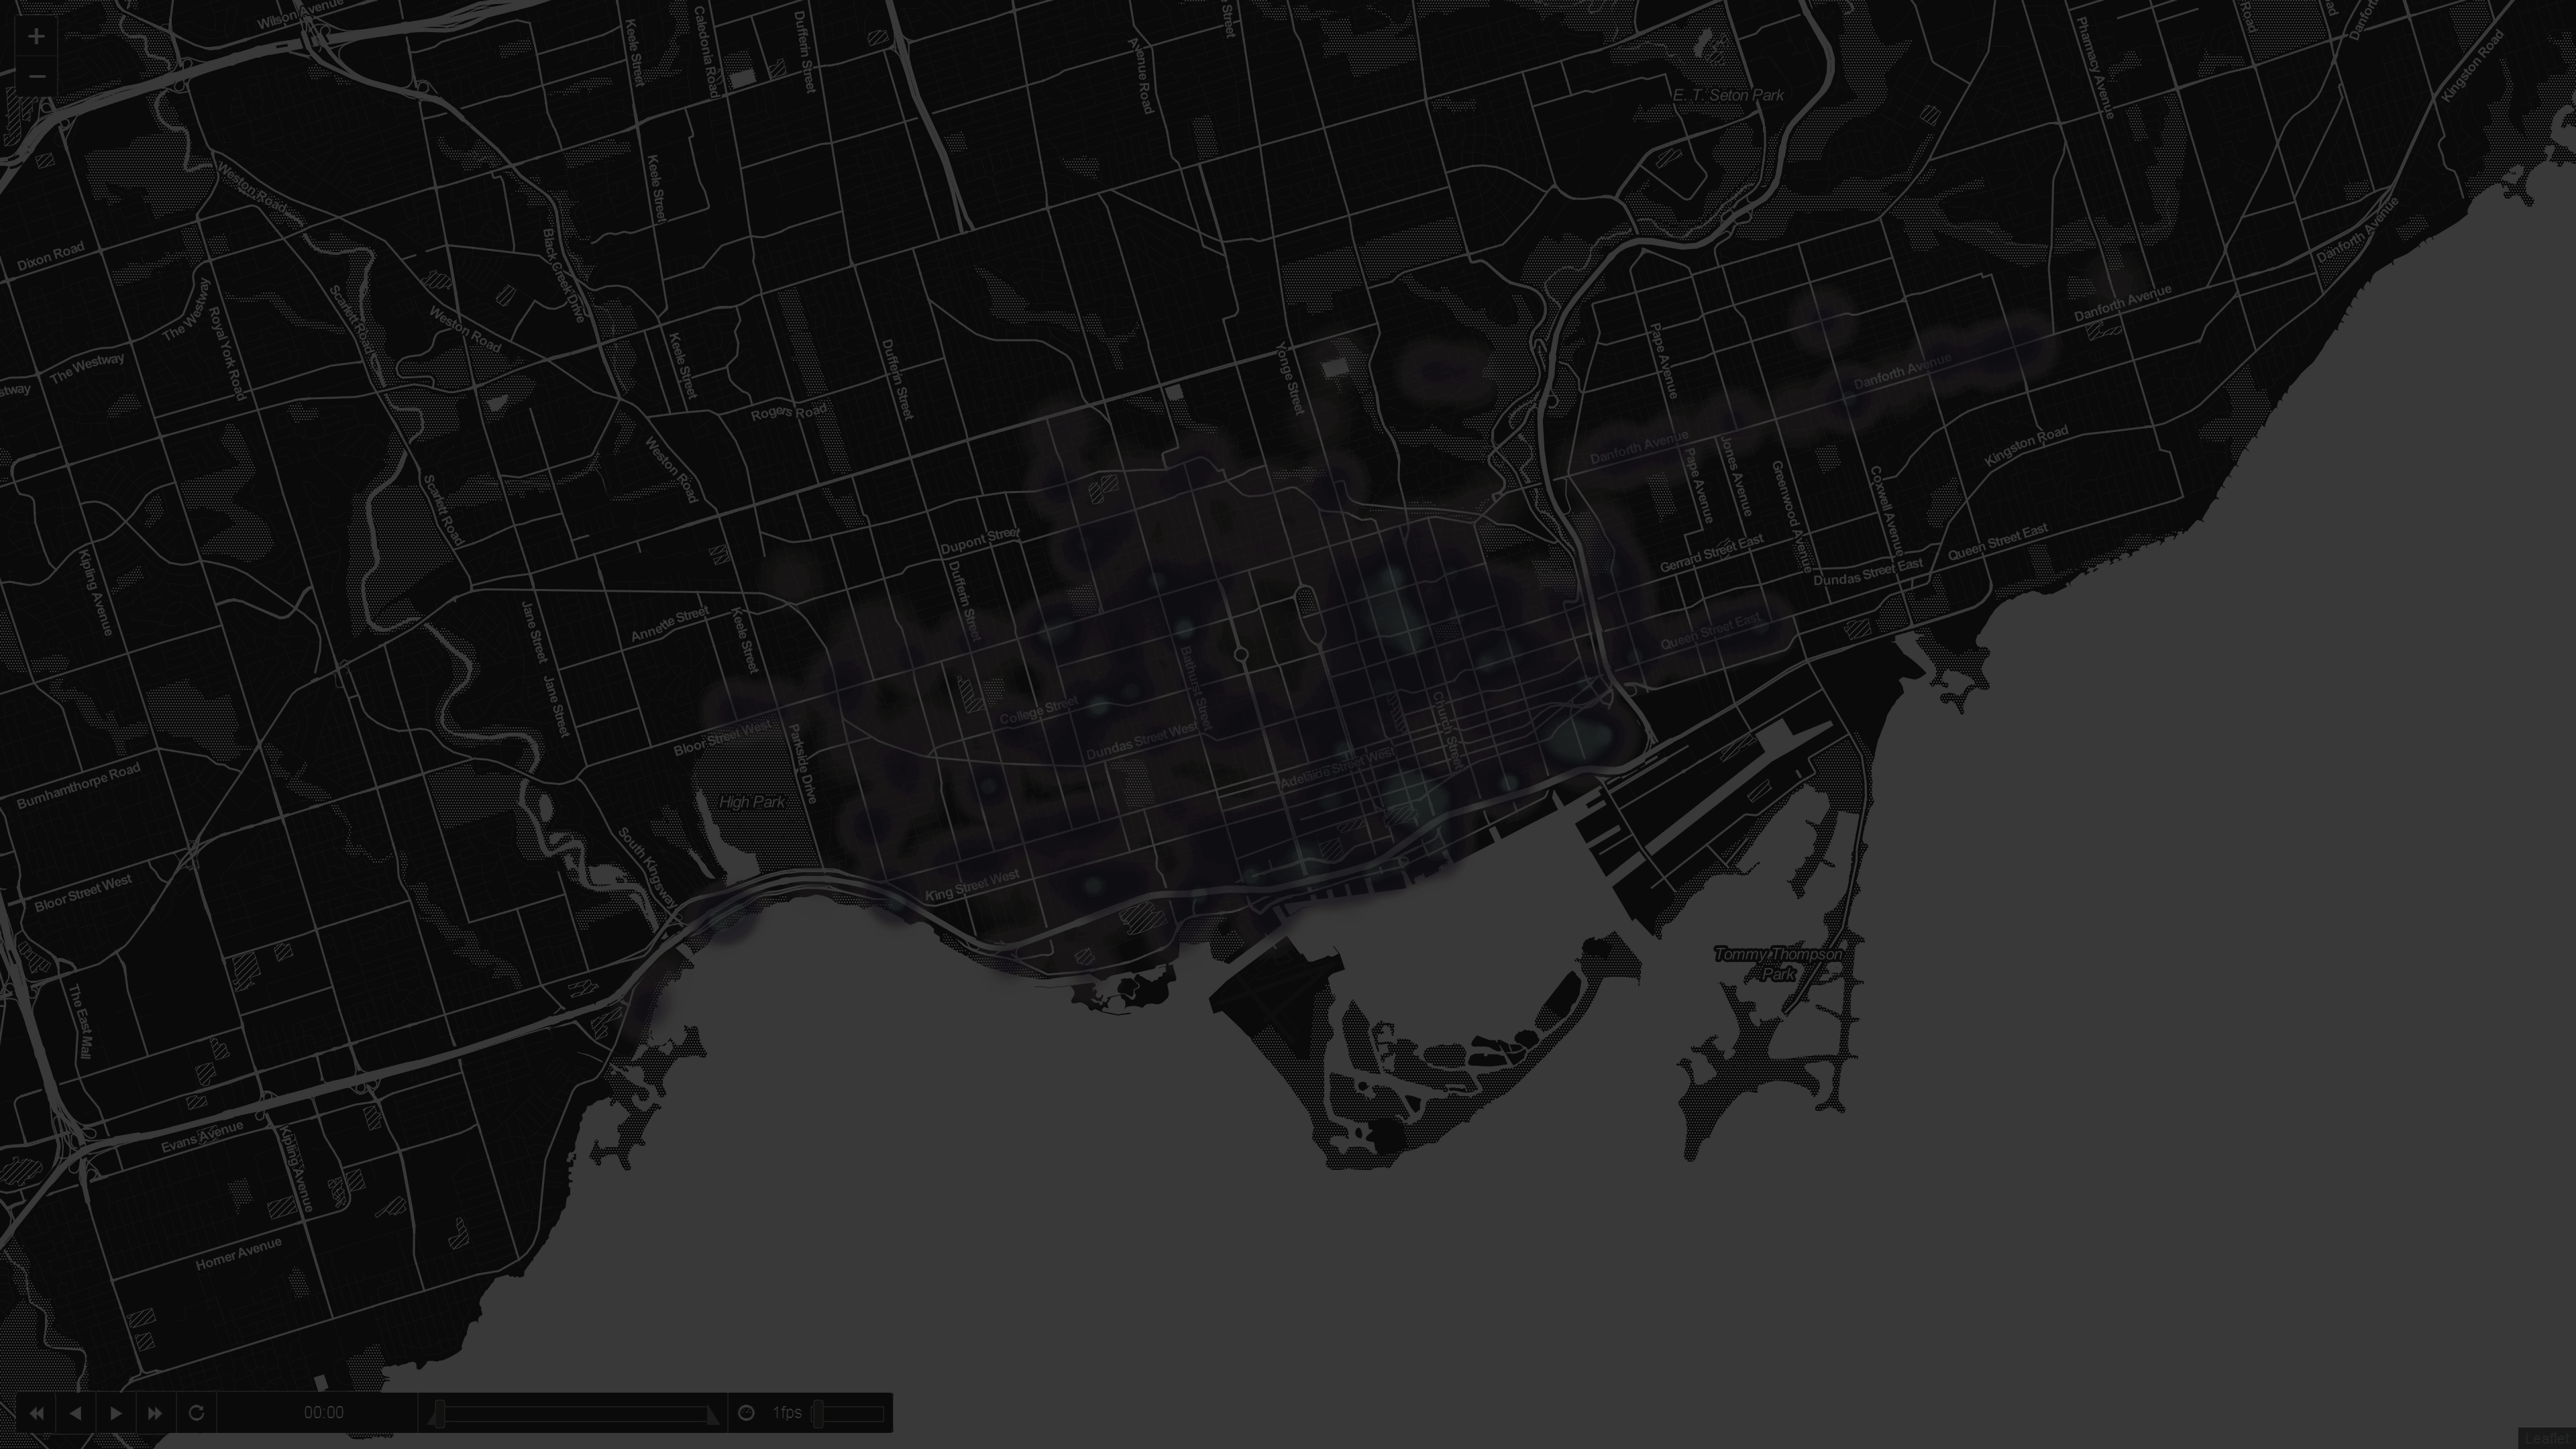 Wilson Avenue
Keele Street
Caledonia Road
Dufferin Street
Avenue Road
Street
Pharmacy Avenue
Road
Kingston Road
+
−
E. T. Seton Park
Weston Road
Keele Street
Dixon Road
Black Creek Drive
Danforth Avenue
The Westway
Scarlett Road
Royal York Road
Weston Road
Danforth Avenue
Keele Street
Dufferin Street
Yonge Street
Pape Avenue
The Westway
Danforth Avenue
Rogers Road
Weston Road
Danforth Avenue
Kingston Road
Scarlett Road
Pape Avenue
Jones Avenue
Greenwood Avenue
Coxwell Avenue
Dupont Street
Queen Street East
Kipling Avenue
Gerrard Street East
Dundas Street East
Dufferin Street
Jane Street
Annette Street
Keele Street
Queen Street East
Bathurst Street
Jane Street
College Street
Church Street
Bloor Street West
Parkside Drive
Dundas Street West
Adelaide Street West
Burnhamthorpe Road
High Park
South Kingsway
King Street West
Bloor Street West
Tommy Thompson
Park
The East Mall
Evans Avenue
Kipling Avenue
Horner Avenue
00:00
1fps
Leaflet